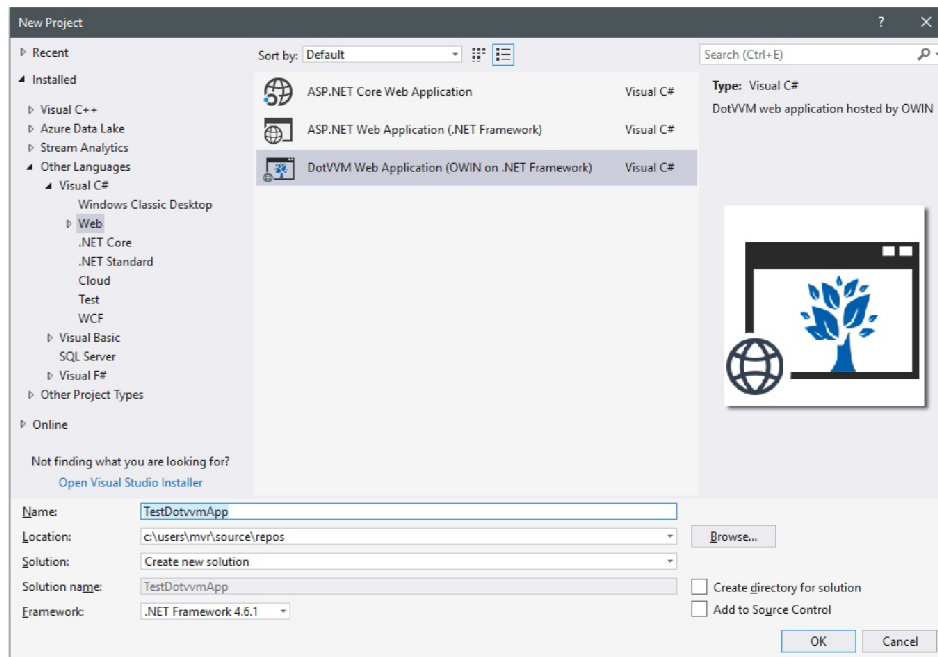 New Project
?
Recent
Installed
Visual C++
Azure Data Lake
Stream Analytics
Other Languages
Visual C#
Windows Classic Desktop
Web
.NET Core
.NET Standard
Cloud
Test
WCF
Visual Basic
SQL Server
Visual F#
Other Project Types
Online
Not finding what you are looking for?
Open Visual Studio Installer
Sort by: Default
ASP.NET Core Web Application Visual C#
ASP.NET Web Application (.NET Framework) Visual C#
DotVVM Web Application (OWIN on .NET Framework) Visual C#
Search (Ctrl+E)
Type: Visual C#
DotVVM web application hosted by OWIN
Name: TestDotvvmApp
Location: c:\users\mvr\source\repos
Browse...
Solution: Create new solution
Solution name: TestDotvvmApp
Create directory for solution
Framework: .NET Framework 4.6.1
Add to Source Control
OK Cancel